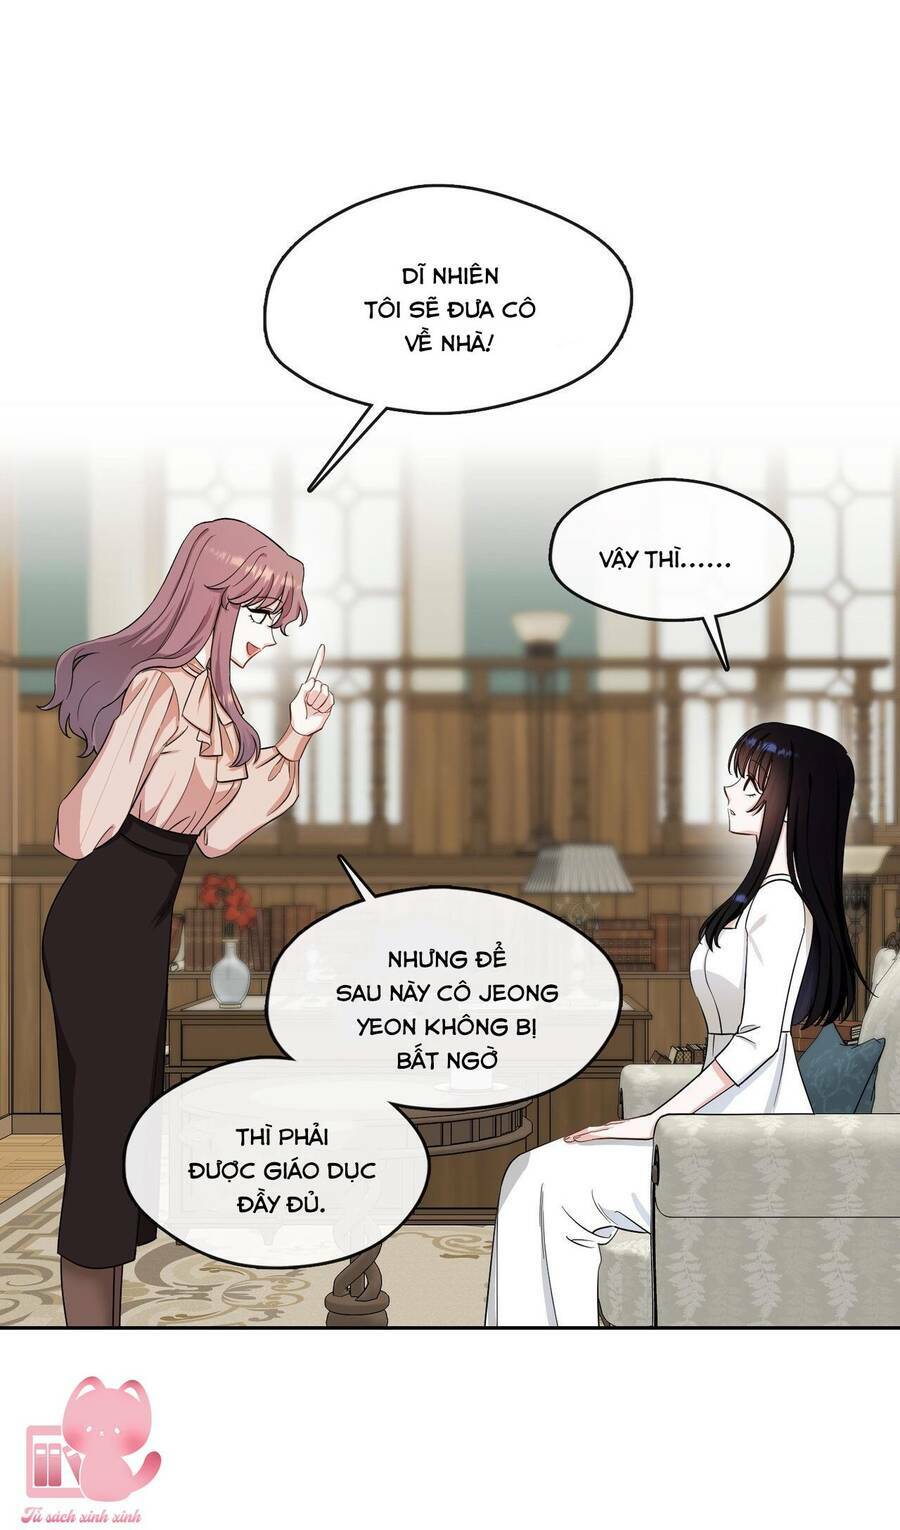 DĨ NHIÊN
TÔI SẼ ĐƯA CÔ
VỀ NHÀ!
VẬY THÌ......
NHƯNG ĐỂ
SAU NÀY CÔ JEONG
YEON KHÔNG BỊ
BẤT NGỜ
THÌ PHẢI
ĐƯỢC GIÁO DỤC
ĐẦY ĐỦ.
Tủ sách xinh xinh